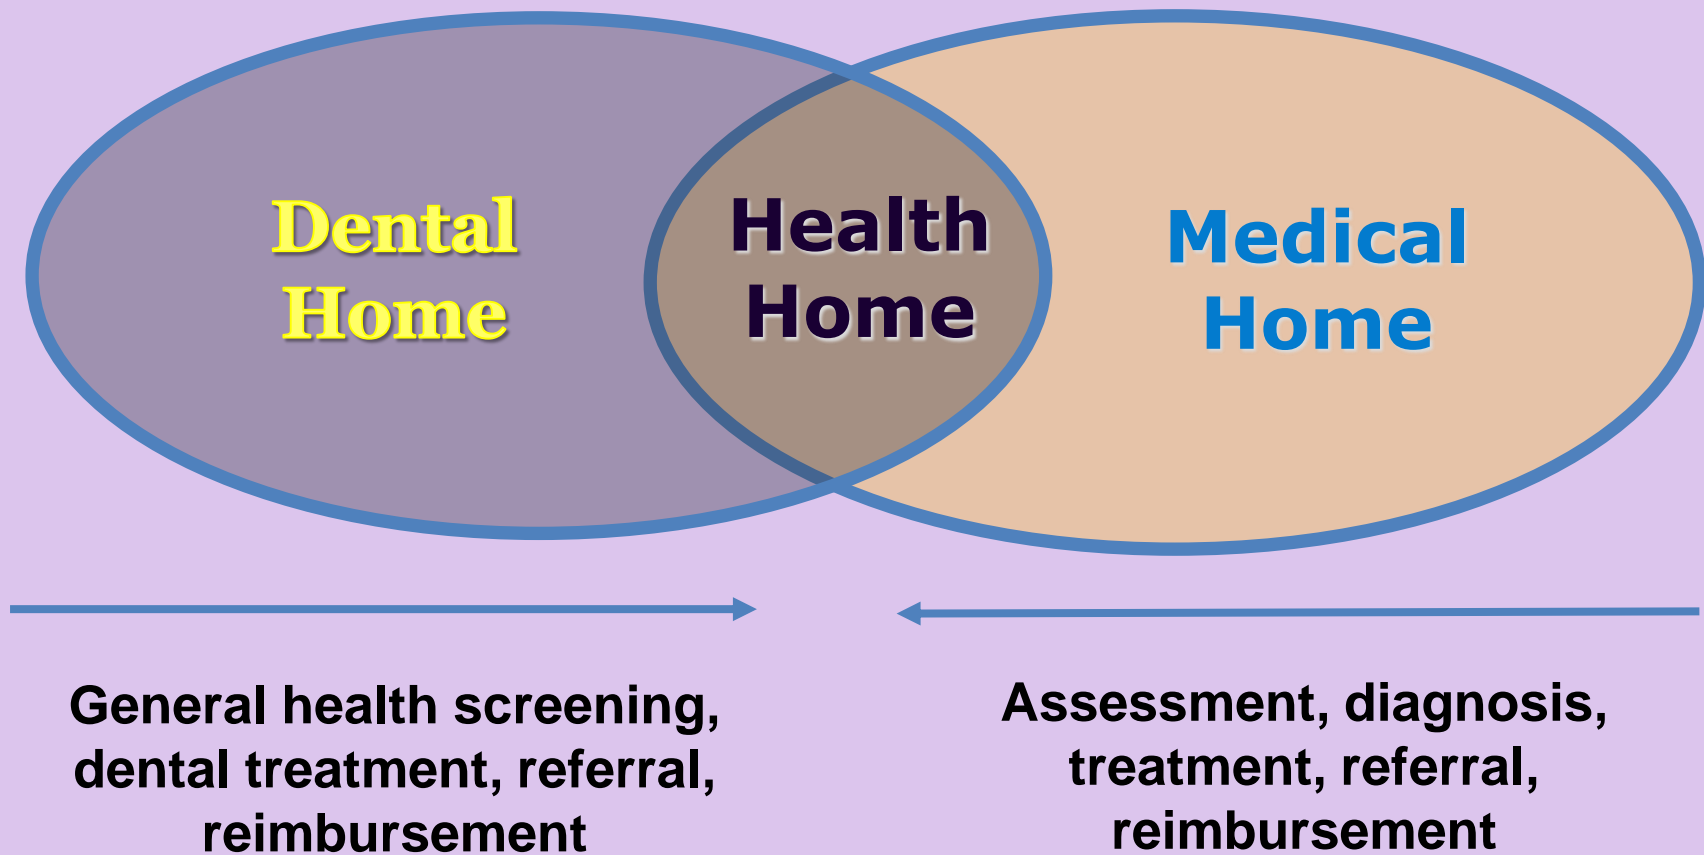 Dental
Home
Health
Home
Medical
Home
General health screening,
dental treatment, referral,
reimbursement
Assessment, diagnosis,
treatment, referral,
reimbursement